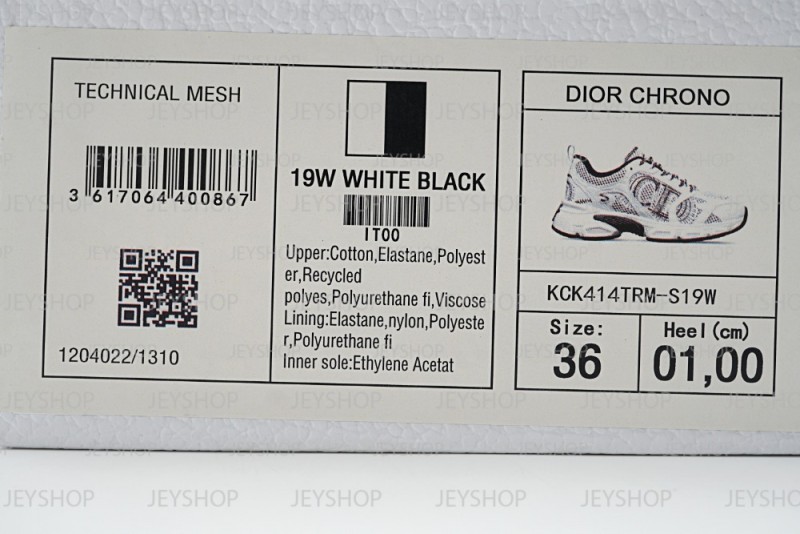 TECHNICAL MESH
3 617064 400867
1204022/1310
19W WHITE BLACK
IT00
Upper:Cotton,Elastane,Polyest
er,Recycled
polyes,Polyurethane fi,Viscose
Lining:Elastane,nylon,Polyeste
r,Polyurethane fi
Inner sole:Ethylene Acetat
DIOR CHRONO
KCK414TRM-S19W
Size:
36
Heel(cm)
01,00
JEYSHOP JEYSHOP JEYSHOP JEYSHOP JEYSHOP JEYSHOP